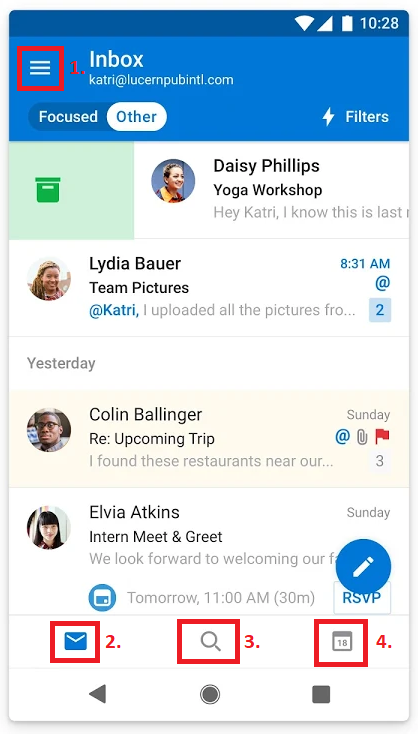 10:28
1. Inbox
katri@lucernpubintl.com
Focused Other Filters
Daisy Phillips
Yoga Workshop
Hey Katri, I know this is last
Lydia Bauer 8:31 AM
Team Pictures @
@Katri, I uploaded all the pictures fro... 2
Yesterday
Colin Ballinger Sunday
Re: Upcoming Trip @
I found these restaurants near our... 3
Elvia Atkins Sunday
Intern Meet & Greet
We look forward to welcoming our fa
Tomorrow, 11:00 AM (30m) RSVP
2. 3. 18 4.